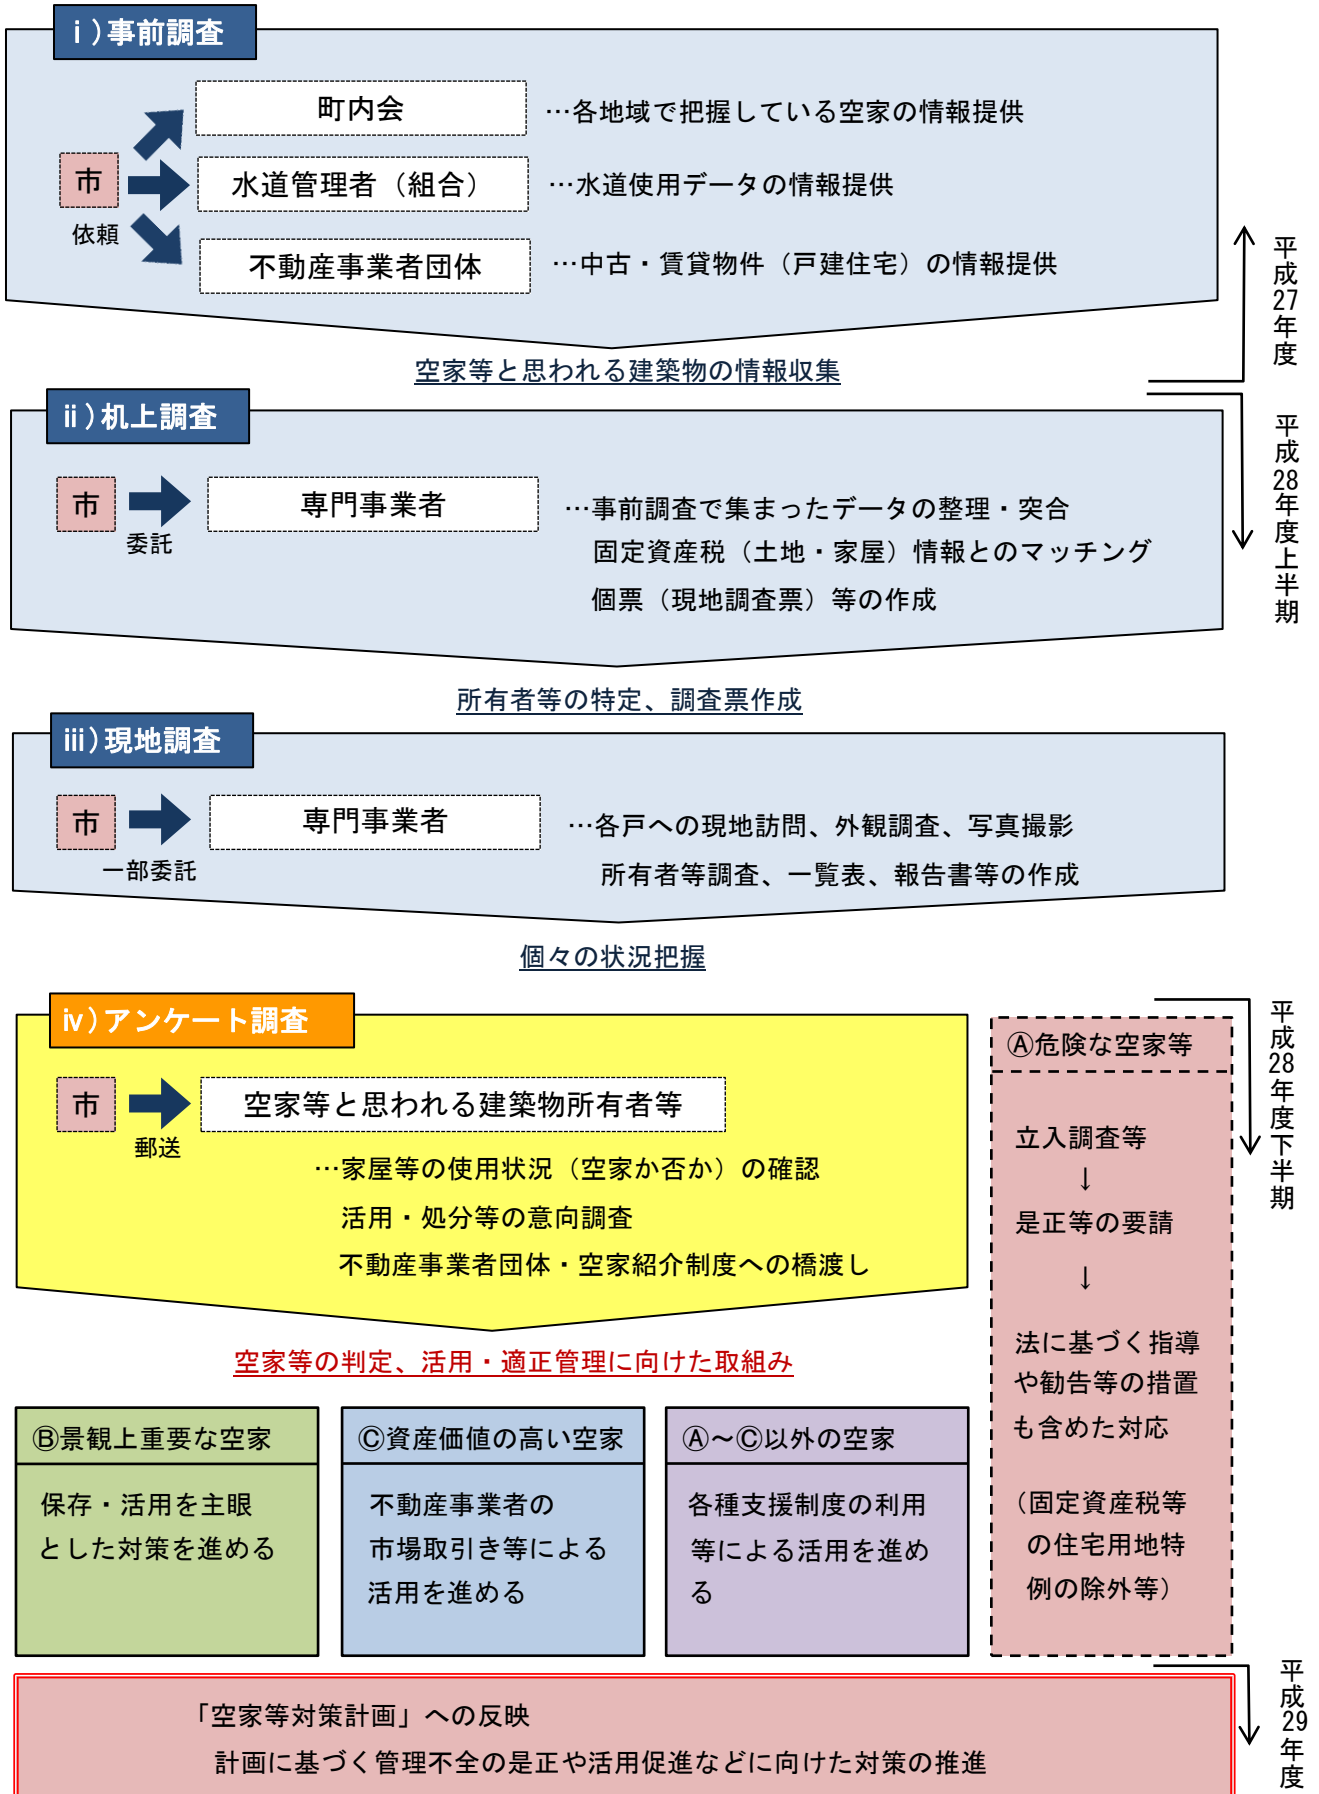 ⅰ)事前調査
町内会
…各地域で把握している空家の情報提供
市
依頼
水道管理者（組合）
…水道使用データの情報提供
不動産事業者団体
…中古・賃貸物件（戸建住宅）の情報提供
平成27年度
空家等と思われる建築物の情報収集
ⅱ)机上調査
市
委託
専門事業者
…事前調査で集まったデータの整理・突合
固定資産税（土地・家屋）情報とのマッチング
個票（現地調査票）等の作成
平成28年度上半期
所有者等の特定、調査票作成
ⅲ)現地調査
市
一部委託
専門事業者
…各戸への現地訪問、外観調査、写真撮影
所有者等調査、一覧表、報告書等の作成
個々の状況把握
ⅳ)アンケート調査
市
郵送
空家等と思われる建築物所有者等
…家屋等の使用状況（空家か否か）の確認
活用・処分等の意向調査
不動産事業者団体・空家紹介制度への橋渡し
空家等の判定、活用・適正管理に向けた取組み
Ⓐ危険な空家等
立入調査等
↓
是正等の要請
↓
法に基づく指導
や勧告等の措置
も含めた対応
（固定資産税等
の住宅用地特
例の除外等）
平成28年度下半期
Ⓑ景観上重要な空家
保存・活用を主眼
とした対策を進める
Ⓒ資産価値の高い空家
不動産事業者の
市場取引き等による
活用を進める
Ⓐ～Ⓒ以外の空家
各種支援制度の利用
等による活用を進め
る
「空家等対策計画」への反映
計画に基づく管理不全の是正や活用促進などに向けた対策の推進
平成29年度